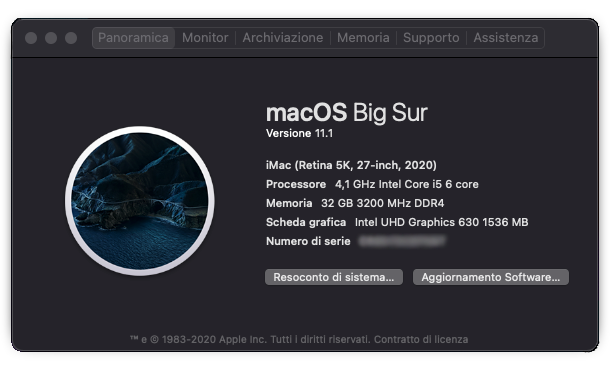 Panoramica Monitor Archiviazione Memoria Supporto Assistenza
macOS Big Sur
Versione 11.1
iMac (Retina 5K, 27-inch, 2020)
Processore 4,1 GHz Intel Core i5 6 core
Memoria 32 GB 3200 MHz DDR4
Scheda grafica Intel UHD Graphics 630 1536 MB
Numero di serie
Resoconto di sistema... Aggiornamento Software...
™ e © 1983-2020 Apple Inc. Tutti i diritti riservati. Contratto di licenza